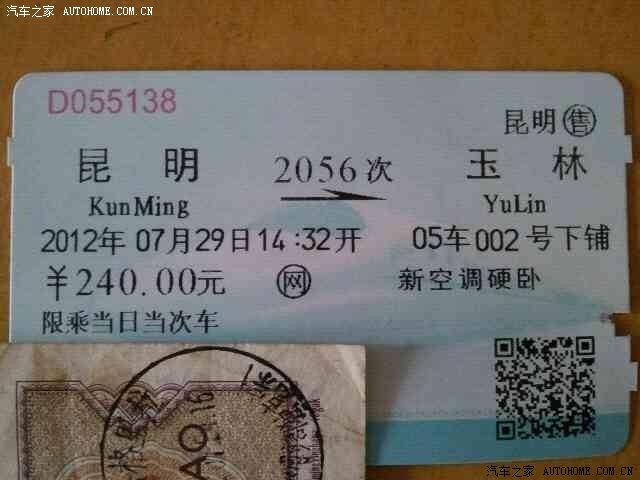 汽车之家 AUTOHOME.COM.CN
D055138
昆明售
昆明 2056次 玉林
KunMing YuLin
2012年07月29日14:32开 05车002号下铺
￥240.00元 网 新空调硬卧
限乘当日当次车
汽车之家 AUTOHOME.COM.CN